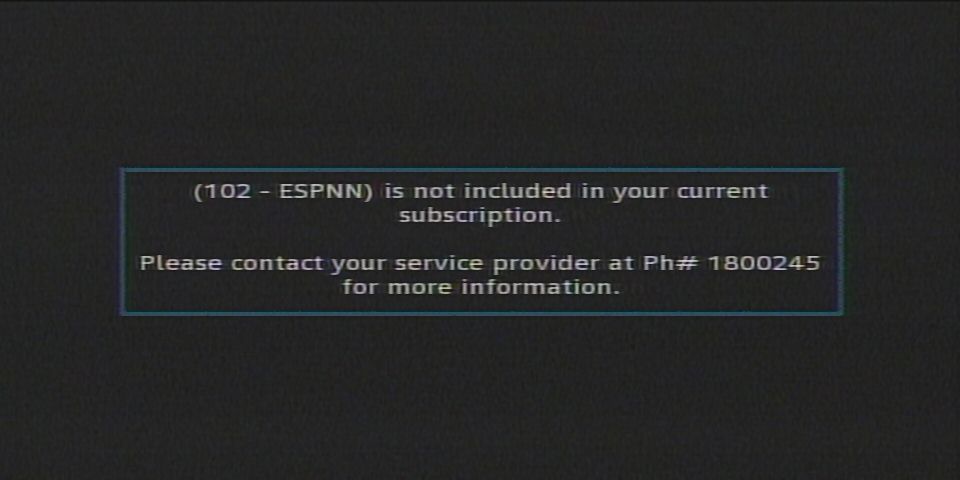 (102 - ESPNN) is not included in your current
subscription.
Please contact your service provider at Ph# 1800245
for more information.